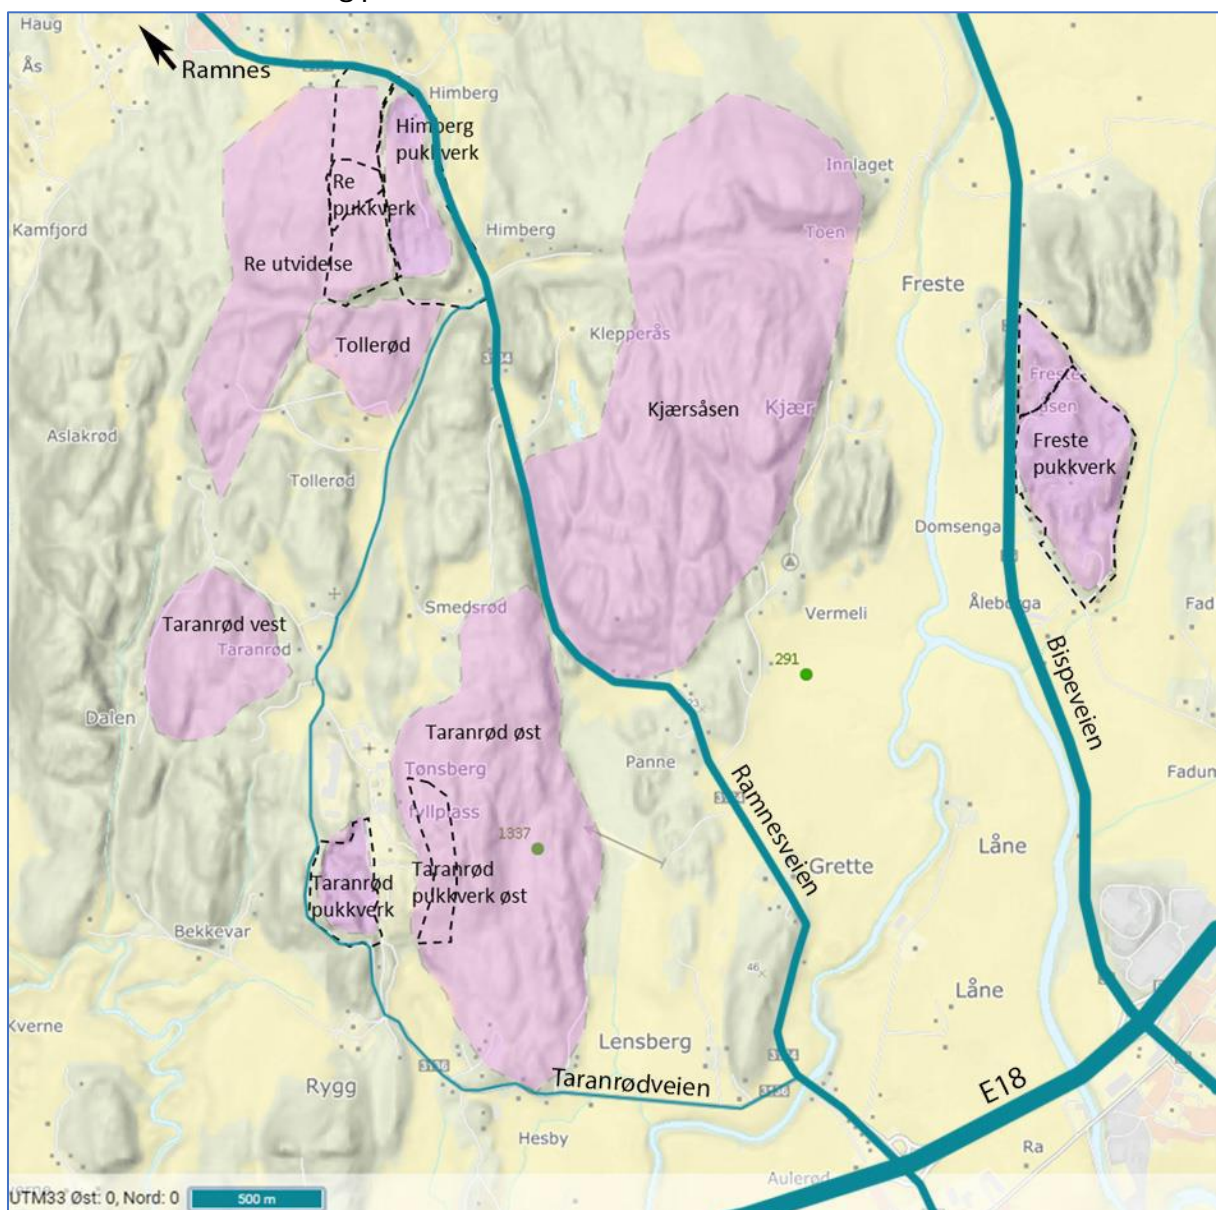 Haug
Ås
Ramnes
Himberg
Himberg
pukkverk
Innlaget
Re
pukkverk
Kamfjord
Himberg
Toen
Re utvidelse
Freste
Klepperås
Tollerød
Freste
Kjærsåsen
Kjær
åsen
Aslakrød
Freste
pukkverk
Tollerød
Domsenga
Smedsrød
Vermeli
Åleborga
Fad
Taranrød vest
Taranrød
291
Bispeveien
Dalen
Taranrød øst
Panne
Tønsberg
fyllplass
Fadum
Ramnesveien
1337
Låne
Grette
Taranrød
pukkverk
Taranrød
pukkverk øst
Bekkevar
46
Låne
Kverne
Lensberg
Rygg
Taranrødveien
E18
Hesby
Ra
Aulerød
UTM33 Øst: 0, Nord: 0
500 m